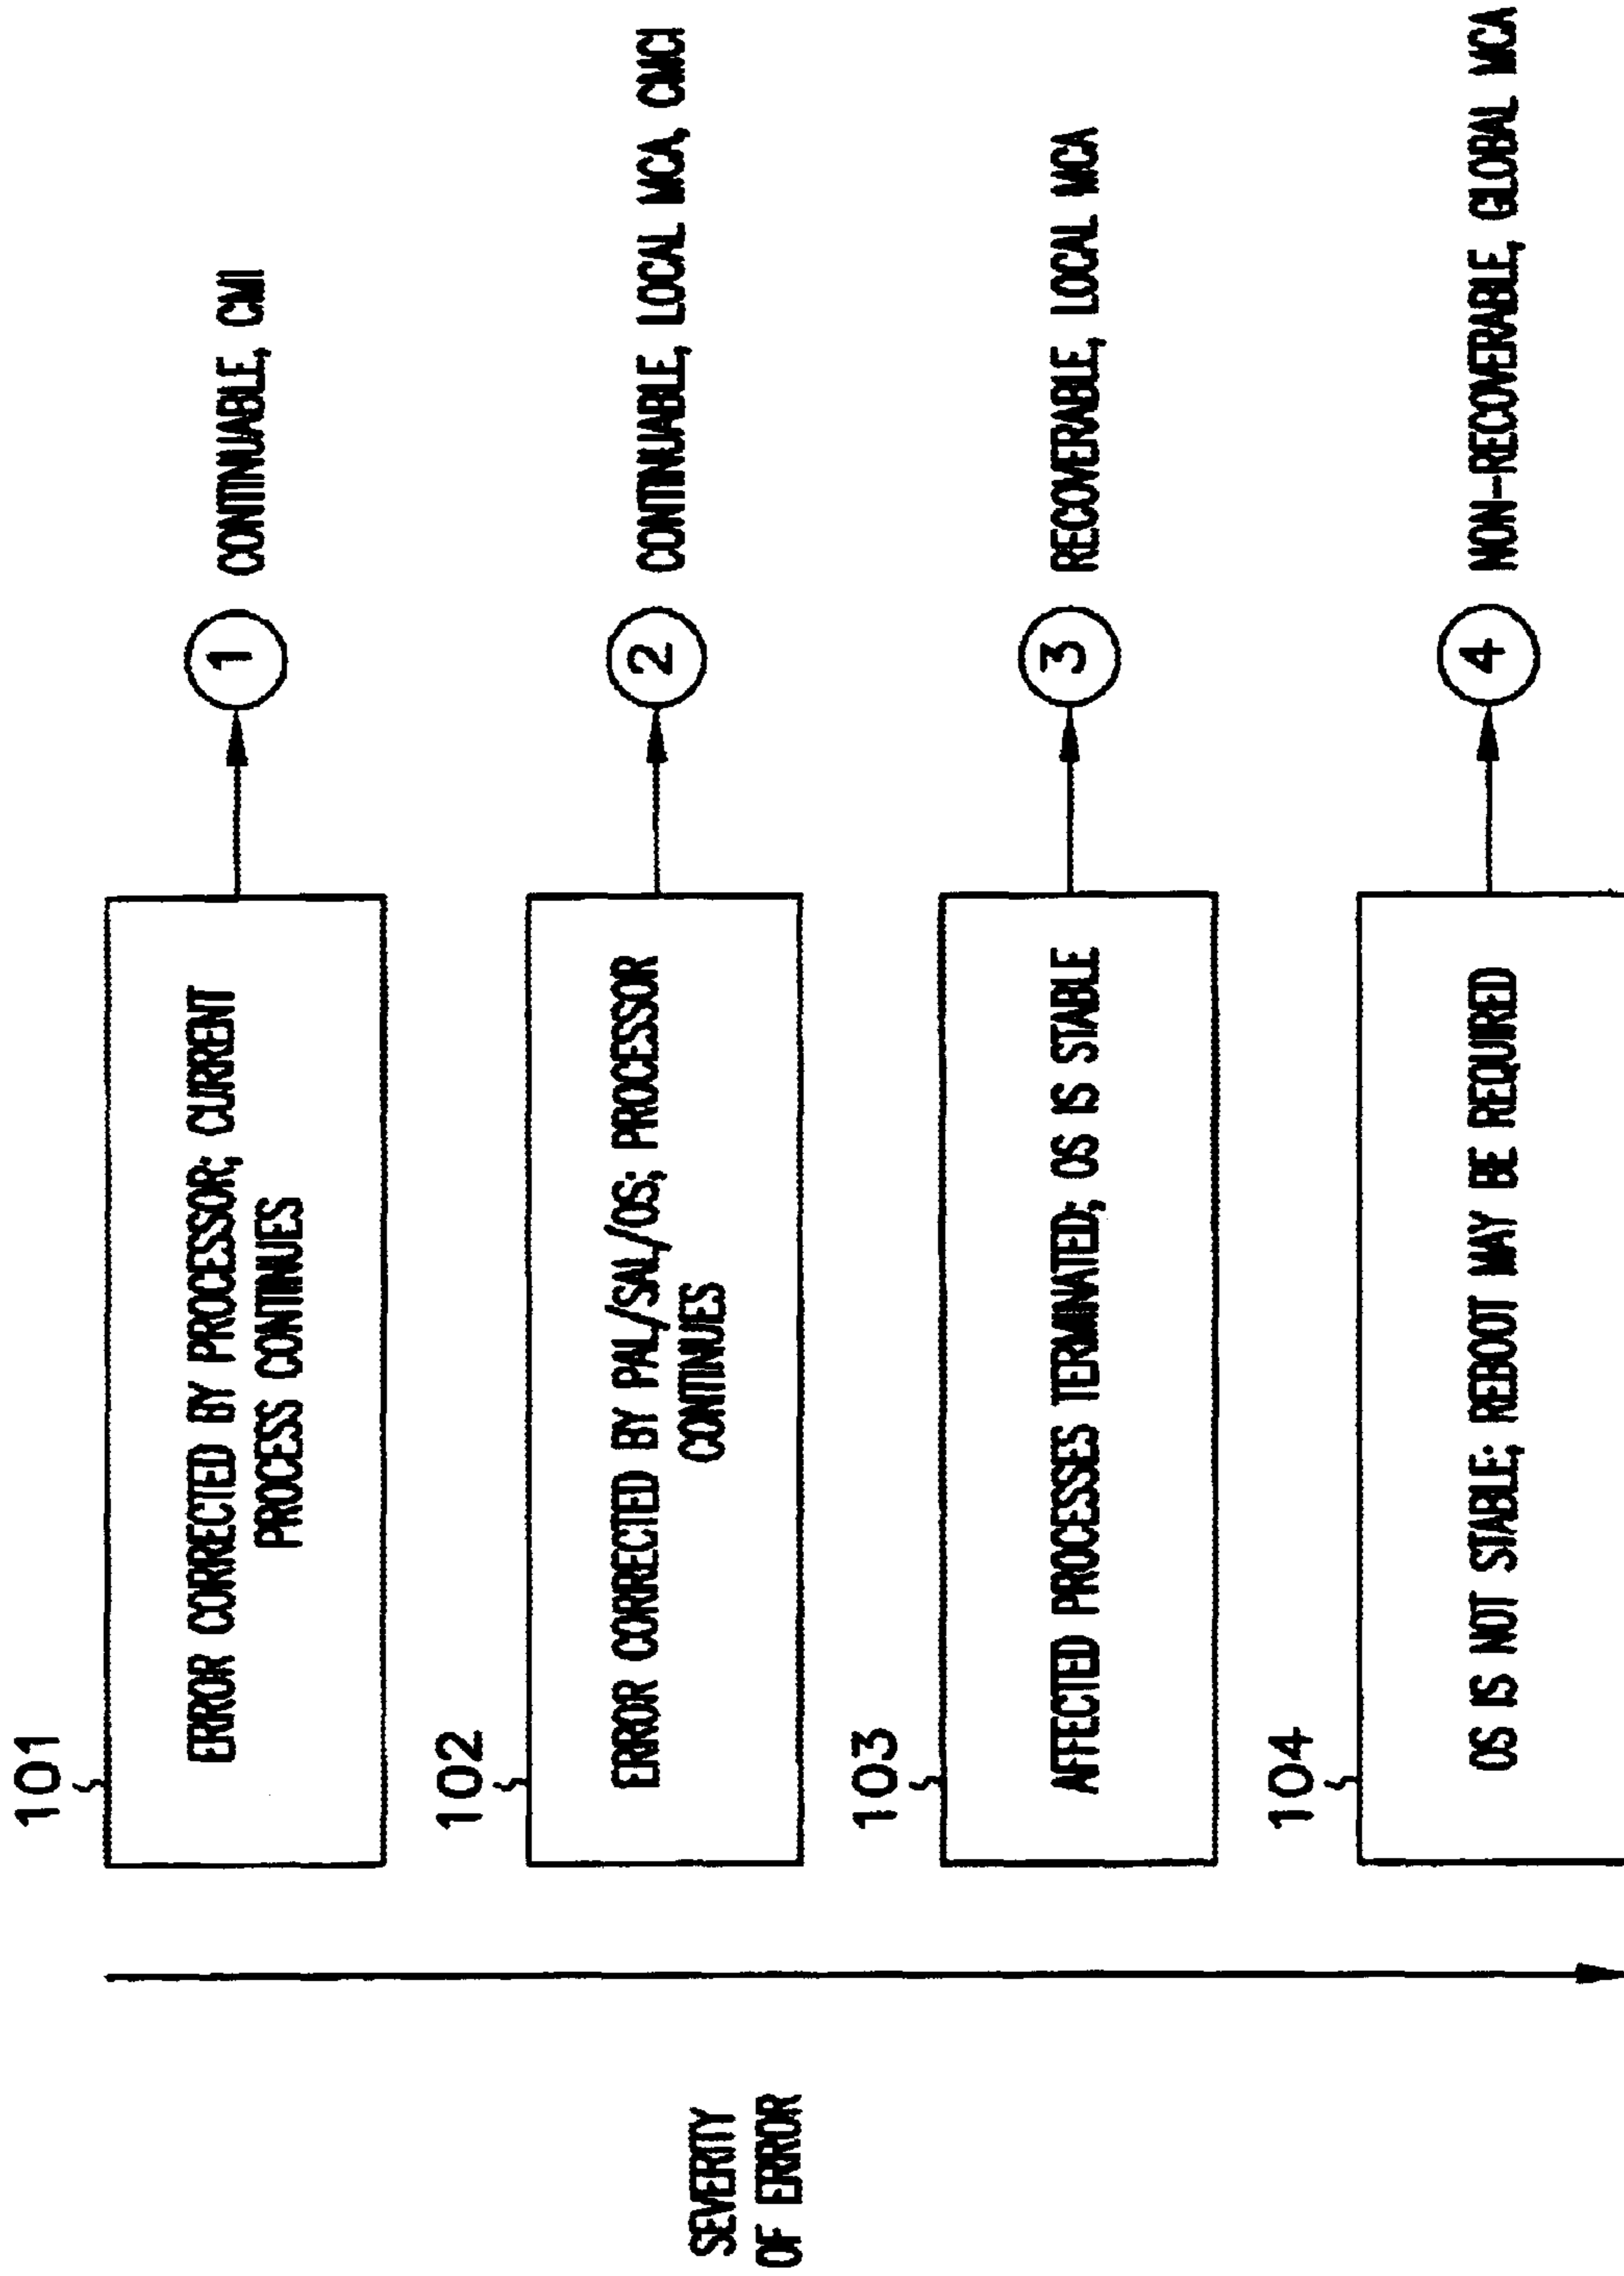 SEVERITY
OF ERROR
101
ERROR CORRECTED BY PROCESSOR; CURRENT
PROCESS CONTINUES
1
CONTINUABLE, CMI
102
ERROR CORRECTED BY PAL/SAL/OS; PROCESSOR
CONTINUES
2
CONTINUABLE, LOCAL MCA, CMCI
103
AFFECTED PROCESSES TERMINATED; OS IS STABLE
3
RECOVERABLE, LOCAL MCA
104
OS IS NOT STABLE; REBOOT MAY BE REQUIRED
4
NON-RECOVERABLE, GLOBAL MCA